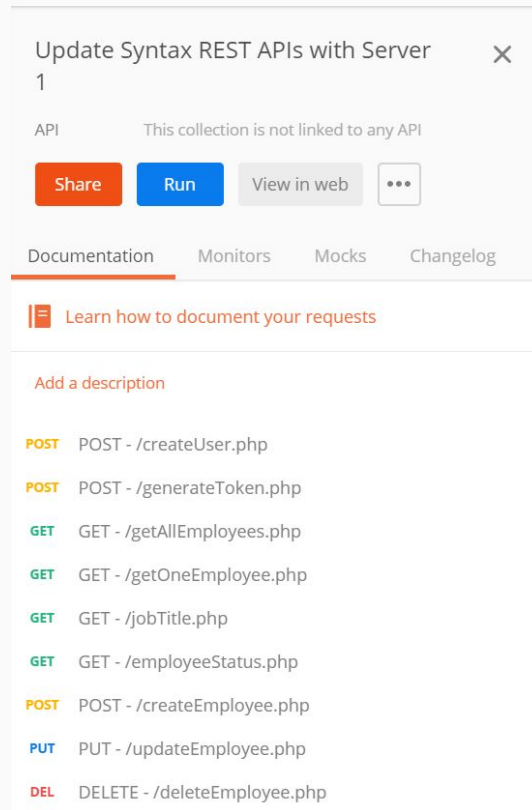 Update Syntax REST APIs with Server
1
API This collection is not linked to any API
Share Run View in web •••
Documentation Monitors Mocks Changelog
Learn how to document your requests
Add a description
POST POST - /createUser.php
POST POST - /generateToken.php
GET GET - /getAllEmployees.php
GET GET - /getOneEmployee.php
GET GET - /jobTitle.php
GET GET - /employeeStatus.php
POST POST - /createEmployee.php
PUT PUT - /updateEmployee.php
DEL DELETE - /deleteEmployee.php